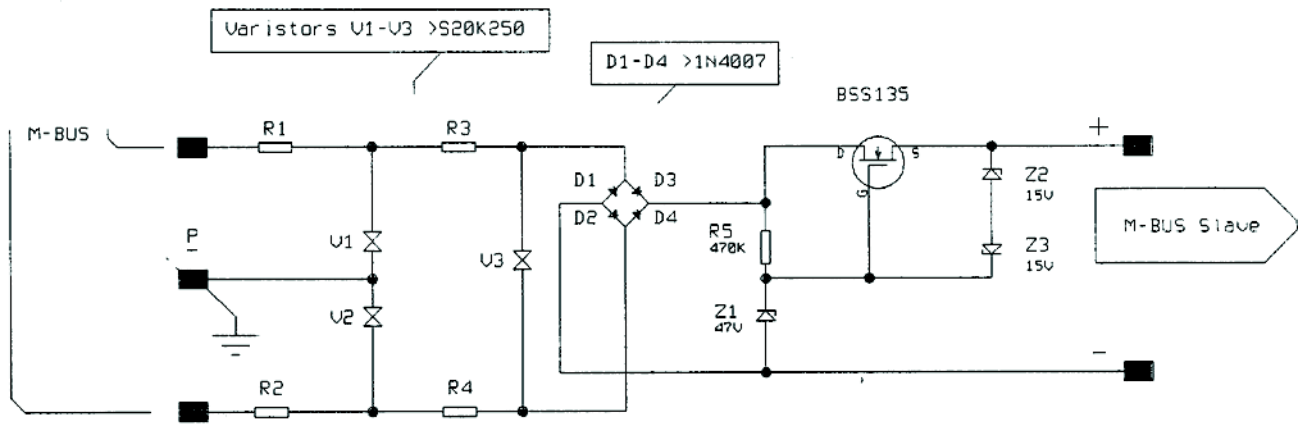 Varistors V1-V3 >S20K250
D1-D4 >1N4007
BSS135
M-BUS
R1
R3
D
S
G
+
Z2
15V
D1
D3
D2
D4
P
V1
V3
R5
470K
M-BUS Slave
Z3
15V
V2
Z1
47V
-
R2
R4